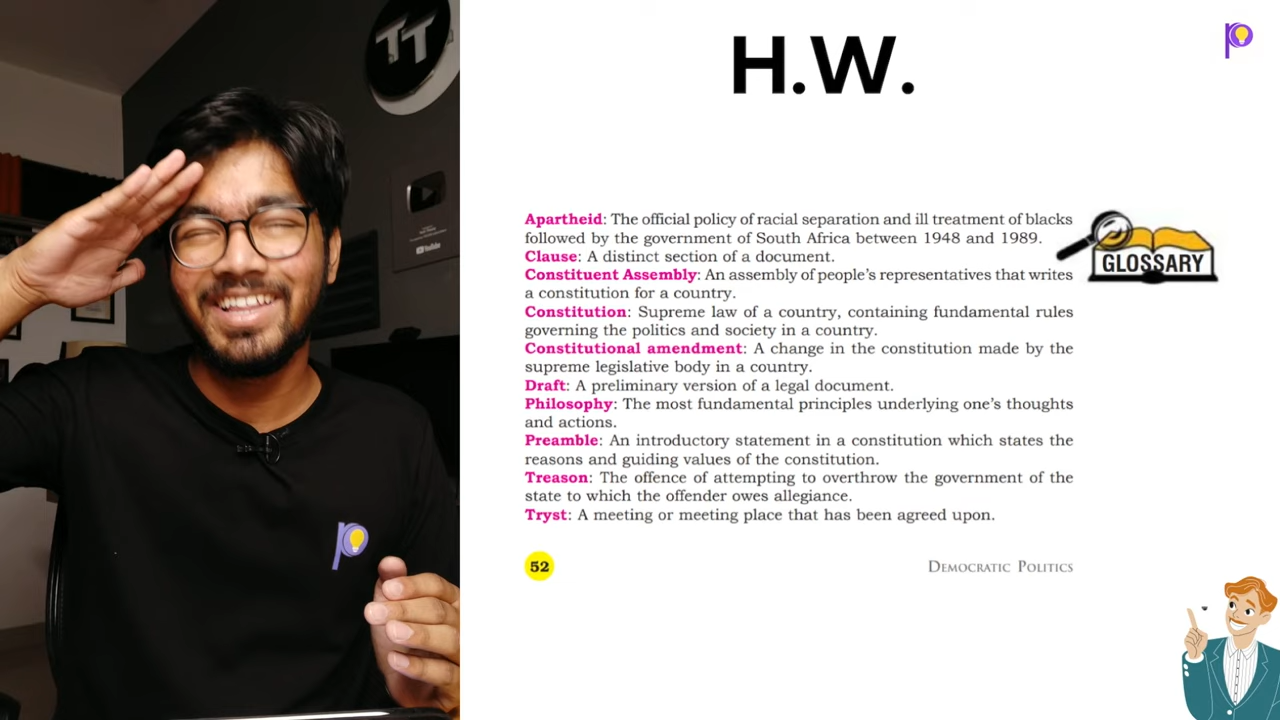 H.W.
TT
YouTube
Apartheid: The official policy of racial separation and ill treatment of blacks
followed by the government of South Africa between 1948 and 1989.
Clause: A distinct section of a document.
Constituent Assembly: An assembly of people's representatives that writes
a constitution for a country.
Constitution: Supreme law of a country, containing fundamental rules
governing the politics and society in a country.
Constitutional amendment: A change in the constitution made by the
supreme legislative body in a country.
Draft: A preliminary version of a legal document.
Philosophy: The most fundamental principles underlying one's thoughts
and actions.
Preamble: An introductory statement in a constitution which states the
reasons and guiding values of the constitution.
Treason: The offence of attempting to overthrow the government of the
state to which the offender owes allegiance.
Tryst: A meeting or meeting place that has been agreed upon.
GLOSSARY
52
DEMOCRATIC POLITICS